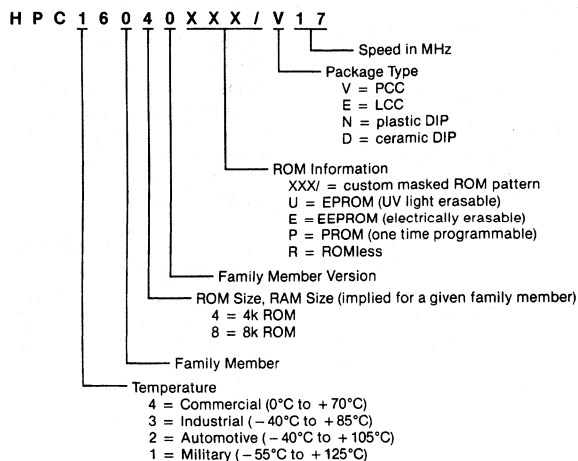 H P C 1 6 0 4 0 X X X / V 1 7
Speed in MHz
Package Type
V = PCC
E = LCC
N = plastic DIP
D = ceramic DIP
ROM Information
XXX/ = custom masked ROM pattern
U = EPROM (UV light erasable)
E = EEPROM (electrically erasable)
P = PROM (one time programmable)
R = ROMless
Family Member Version
ROM Size, RAM Size (implied for a given family member)
4 = 4k ROM
8 = 8k ROM
Family Member
Temperature
4 = Commercial (0°C to +70°C)
3 = Industrial (−40°C to +85°C)
2 = Automotive (−40°C to +105°C)
1 = Military (−55°C to +125°C)